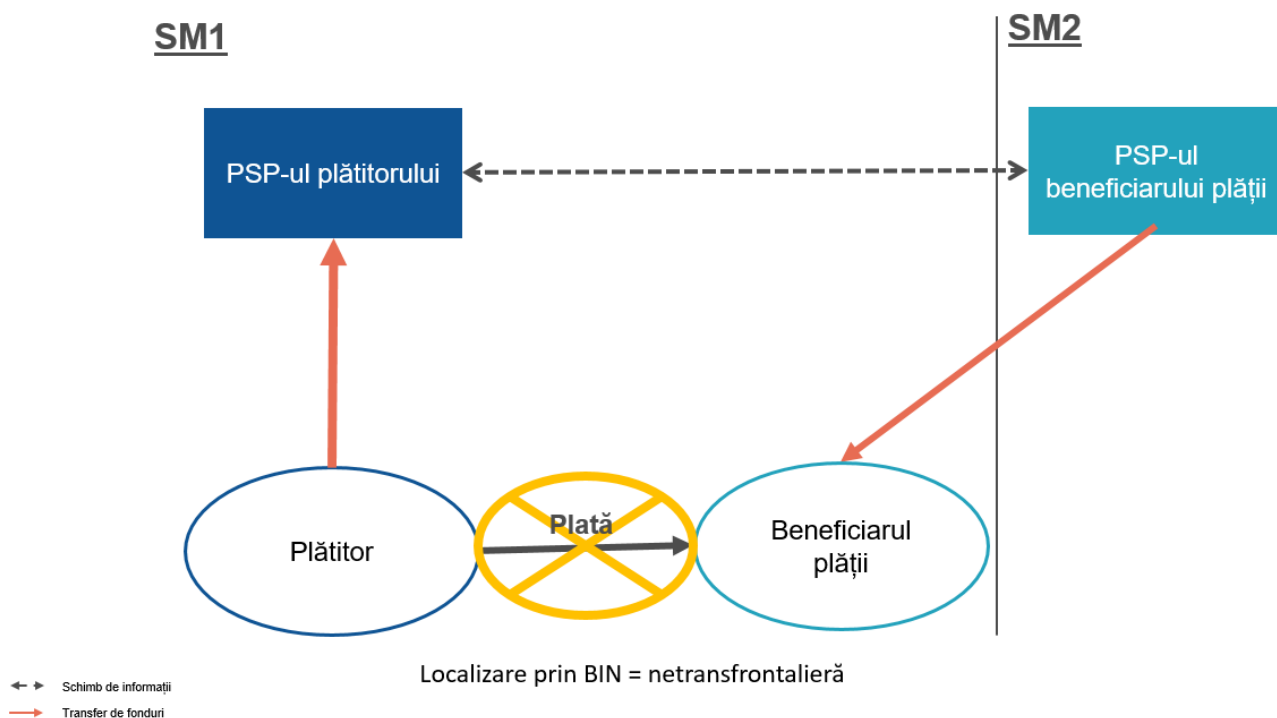 SM1
SM2
PSP-ul plătitorului
PSP-ul
beneficiarului plății
Plată
Plătitor
Beneficiarul
plății
Localizare prin BIN = netransfrontalieră
Schimb de informații
Transfer de fonduri